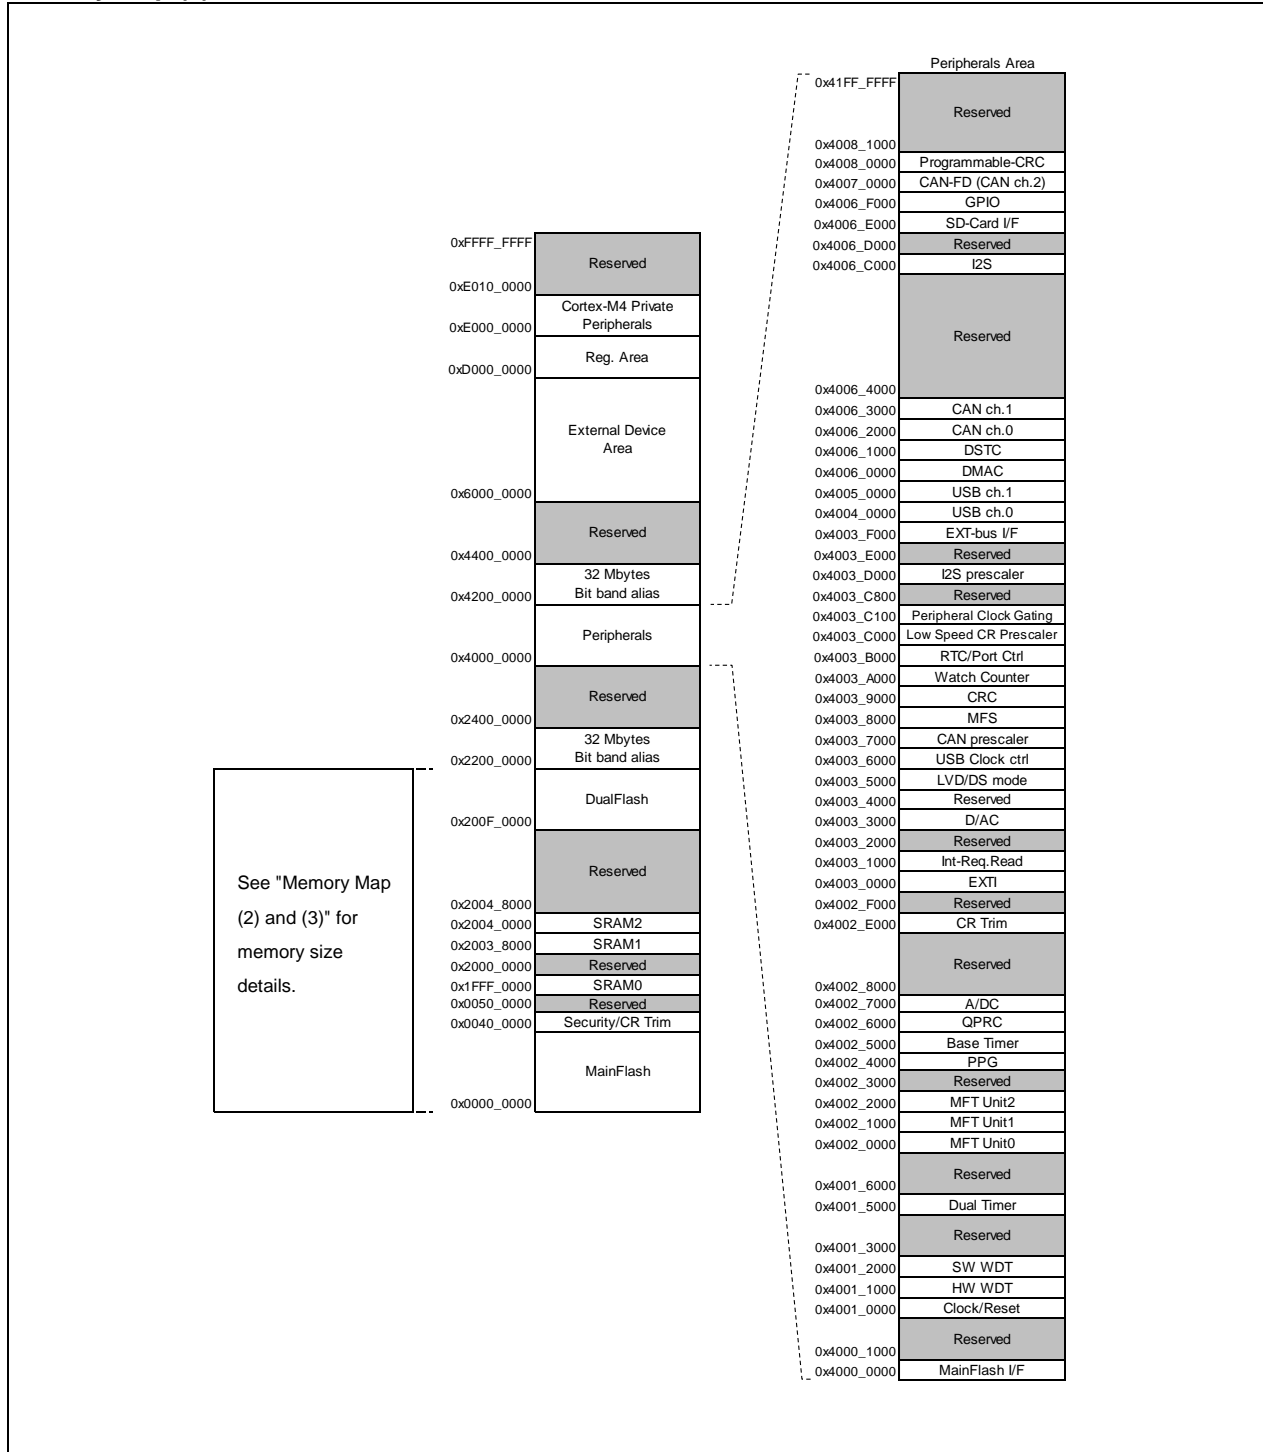 Peripherals Area
0x41FF_FFFF
Reserved
0x4008_1000
0x4008_0000 Programmable-CRC
0x4007_0000 CAN-FD (CAN ch.2)
0x4006_F000 GPIO
0x4006_E000 SD-Card I/F
0x4006_D000 Reserved
0x4006_C000 I2S
Reserved
0x4006_4000
0x4006_3000 CAN ch.1
0x4006_2000 CAN ch.0
0x4006_1000 DSTC
0x4006_0000 DMAC
0x4005_0000 USB ch.1
0x4004_0000 USB ch.0
0x4003_F000 EXT-bus I/F
0x4003_E000 Reserved
0x4003_D000 I2S prescaler
0x4003_C800 Reserved
0x4003_C100 Peripheral Clock Gating
0x4003_C000 Low Speed CR Prescaler
0x4003_B000 RTC/Port Ctrl
0x4003_A000 Watch Counter
0x4003_9000 CRC
0x4003_8000 MFS
0x4003_7000 CAN prescaler
0x4003_6000 USB Clock ctrl
0x4003_5000 LVD/DS mode
0x4003_4000 Reserved
0x4003_3000 D/AC
0x4003_2000 Reserved
0x4003_1000 Int-Req.Read
0x4003_0000 EXTI
0x4002_F000 Reserved
0x4002_E000 CR Trim
Reserved
0x4002_8000
0x4002_7000 A/DC
0x4002_6000 QPRC
0x4002_5000 Base Timer
0x4002_4000 PPG
0x4002_3000 Reserved
0x4002_2000 MFT Unit2
0x4002_1000 MFT Unit1
0x4002_0000 MFT Unit0
Reserved
0x4001_6000
0x4001_5000 Dual Timer
Reserved
0x4001_3000
0x4001_2000 SW WDT
0x4001_1000 HW WDT
0x4001_0000 Clock/Reset
Reserved
0x4000_1000
0x4000_0000 MainFlash I/F
0xFFFF_FFFF
Reserved
0xE010_0000
Cortex-M4 Private
Peripherals
0xE000_0000
Reg. Area
0xD000_0000
External Device
Area
0x6000_0000
Reserved
0x4400_0000
32 Mbytes
Bit band alias
0x4200_0000
Peripherals
0x4000_0000
Reserved
0x2400_0000
32 Mbytes
Bit band alias
0x2200_0000
DualFlash
0x200F_0000
Reserved
0x2004_8000
0x2004_0000 SRAM2
0x2003_8000 SRAM1
0x2000_0000 Reserved
0x1FFF_0000 SRAM0
0x0050_0000 Reserved
0x0040_0000 Security/CR Trim
MainFlash
0x0000_0000
See "Memory Map
(2) and (3)" for
memory size
details.